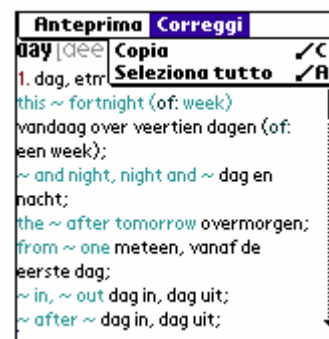 Anteprima Correggi
day [dee
Copia /C
1. dag, etm
Seleziona tutto /A
this ~ fortnight (of: week)
vandaag over veertien dagen (of:
een week);
~ and night, night and ~ dag en
nacht;
the ~ after tomorrow overmorgen;
from ~ one meteen, vanaf de
eerste dag;
~ in, ~ out dag in, dag uit;
~ after ~ dag in, dag uit;